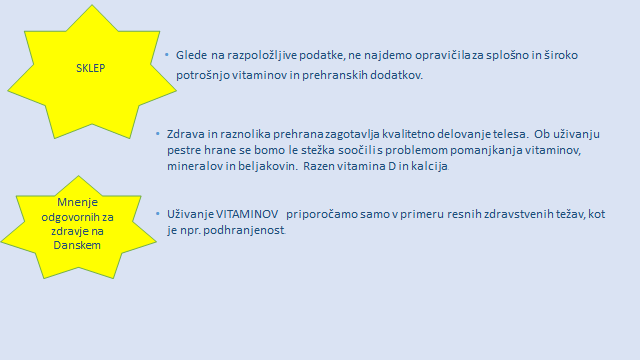 SKLEP
Glede na razpoložljive podatke, ne najdemo opravičila za splošno in široko
potrošnjo vitaminov in prehranskih dodatkov.
Zdrava in raznolika prehrana zagotavlja kvalitetno delovanje telesa. Ob uživanju
pestre hrane se bomo le stežka soočili s problemom pomanjkanja vitaminov,
mineralov in beljakovin. Razen vitamina D in kalcija.
Mnenje
odgovornih za
zdravje na
Danskem
Uživanje VITAMINOV priporočamo samo v primeru resnih zdravstvenih težav, kot
je npr. podhranjenost.